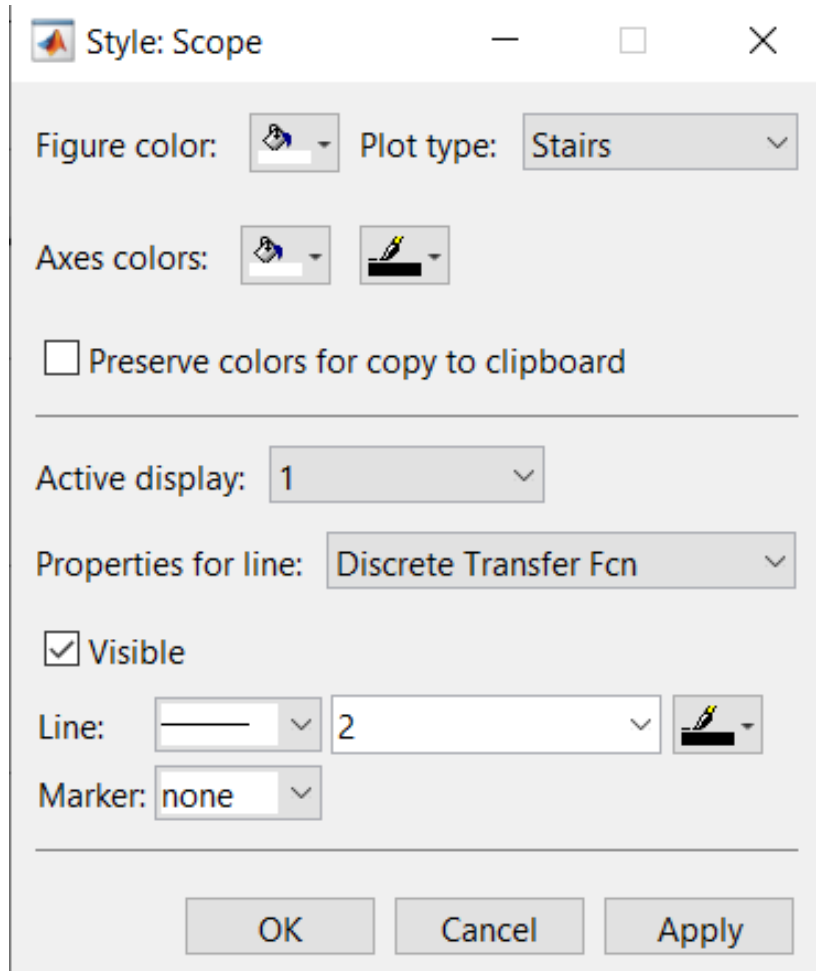 Style: Scope
Figure color: Plot type: Stairs
Axes colors:
Preserve colors for copy to clipboard
Active display: 1
Properties for line: Discrete Transfer Fcn
Visible
Line: 2
Marker: none
OK Cancel Apply